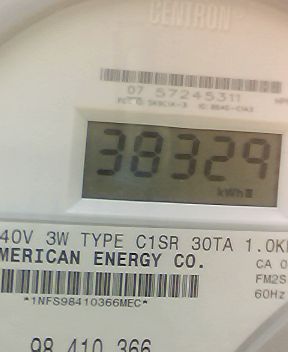 CENTRON
07 57245311
38329
kWh
40V 3W TYPE C1SR 30TA 1.0K
MERICAN ENERGY CO.
CA 0
FM2S
60Hz
*1NFS98410366MEC*
98 410 366